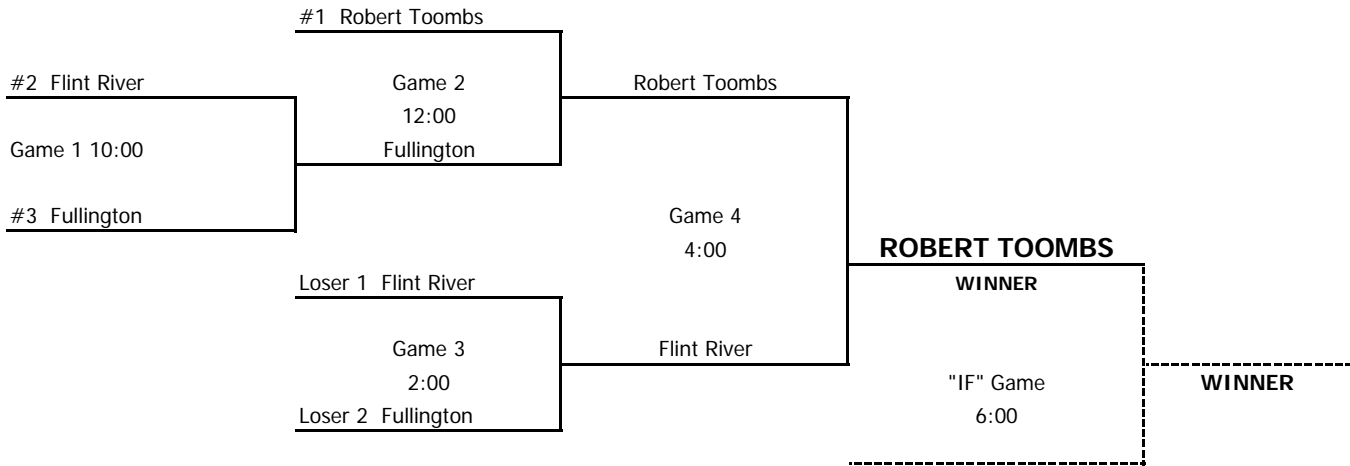 #1 Robert Toombs
#2 Flint River
Game 2
Robert Toombs
12:00
Game 1 10:00
Fullington
#3 Fullington
Game 4
4:00
ROBERT TOOMBS
Loser 1 Flint River
WINNER
Game 3
Flint River
2:00
"IF" Game
WINNER
Loser 2 Fullington
6:00